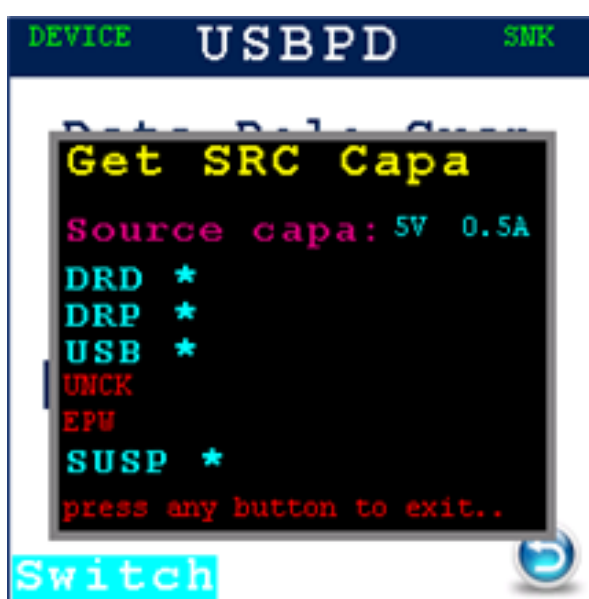 DEVICE USBPD SNK
Get SRC Capa
Source capa: 5V 0.5A
DRD *
DRP *
USB *
UNCK
EPW
SUSP *
press any button to exit..
Switch